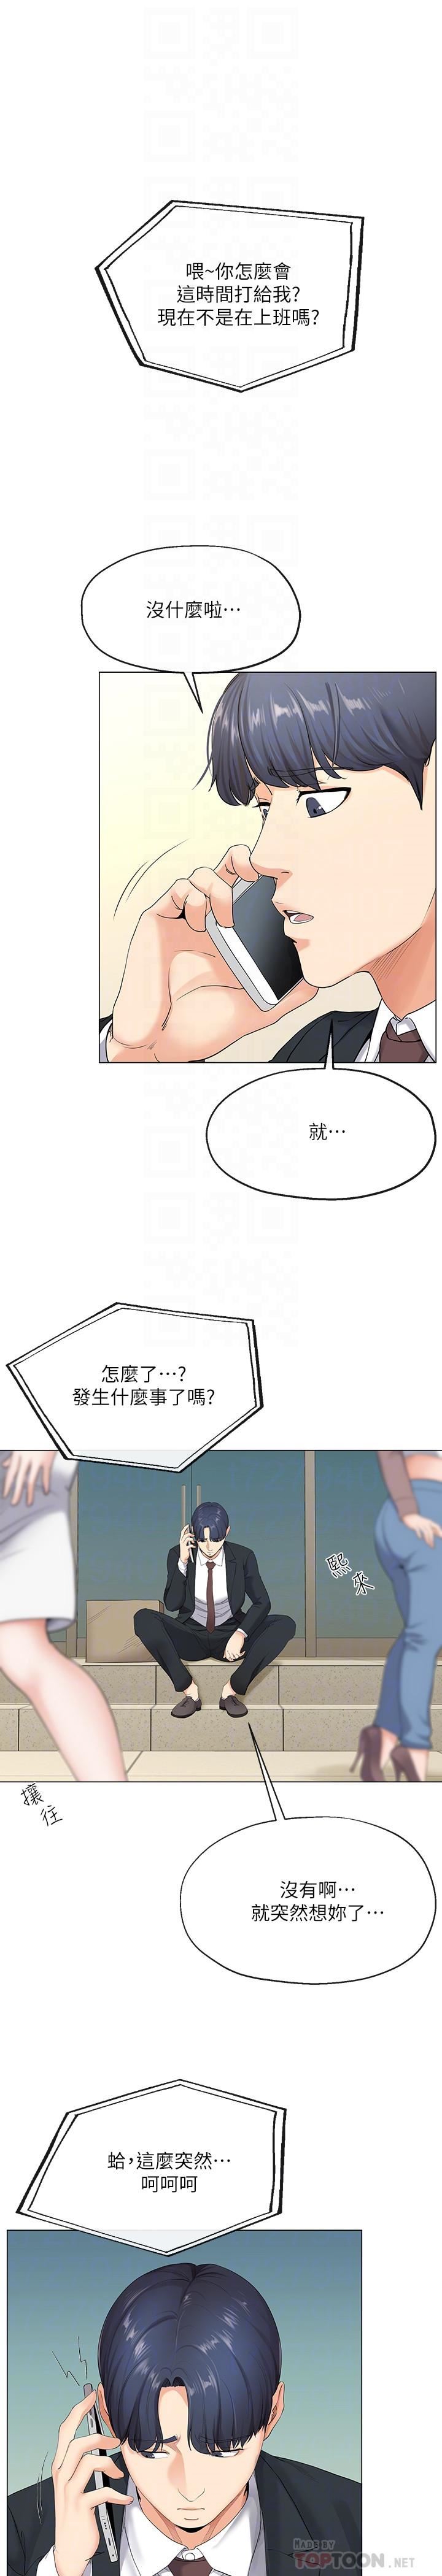 喂~你怎麼會
這時間打給我?
現在不是在上班嗎?
沒什麼啦⋯
就⋯
怎麼了⋯?
發生什麼事了嗎?
熙
來
攘
往
沒有啊⋯
就突然想妳了⋯
蛤,這麼突然⋯
呵呵呵
MADE BY
TOPTOON.NET